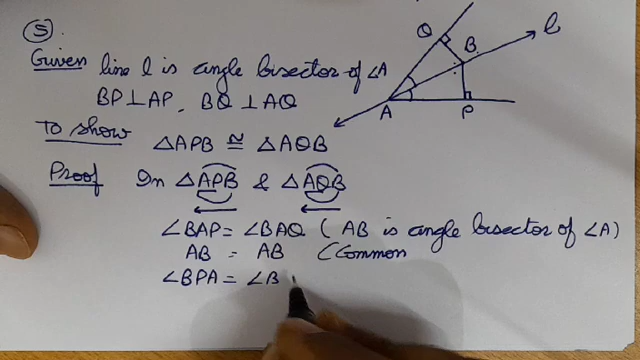 (5)
Given line l is angle bisector of ∠A
BP⊥AP, BQ⊥AQ
To show △APB ≅ △AQB
Proof In △APB & △AQB
∠BAP = ∠BAQ ( AB is angle bisector of ∠A)
AB = AB (Common
∠BPA = ∠B
Q
B
l
A
P